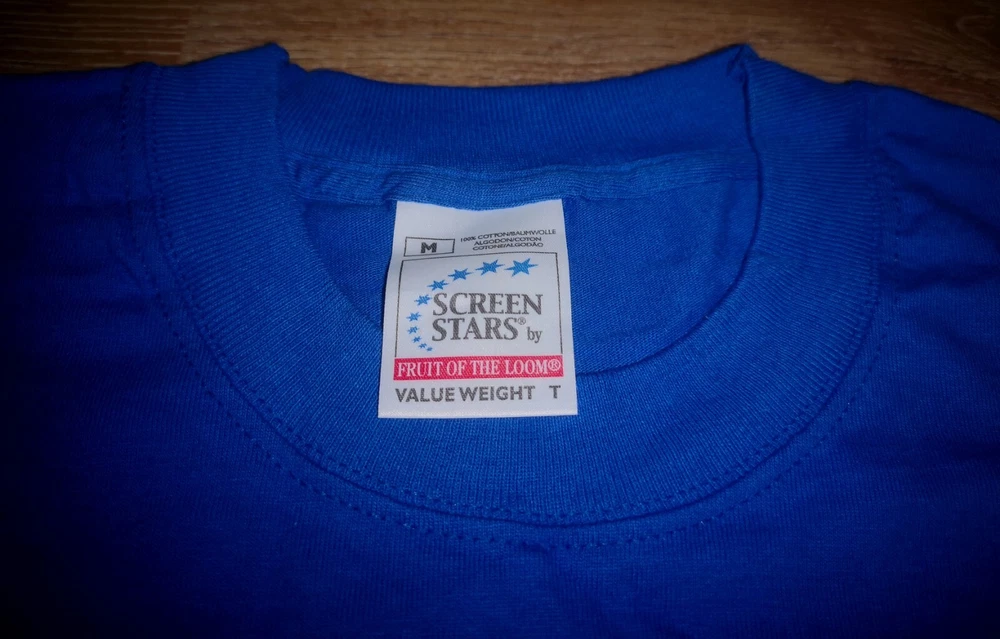 M
100% COTTON/BAUMWOLLE
ALGODON/COTON
COTONE/ALGODÃO
SCREEN
STARS® by
FRUIT OF THE LOOM®
VALUE WEIGHT T